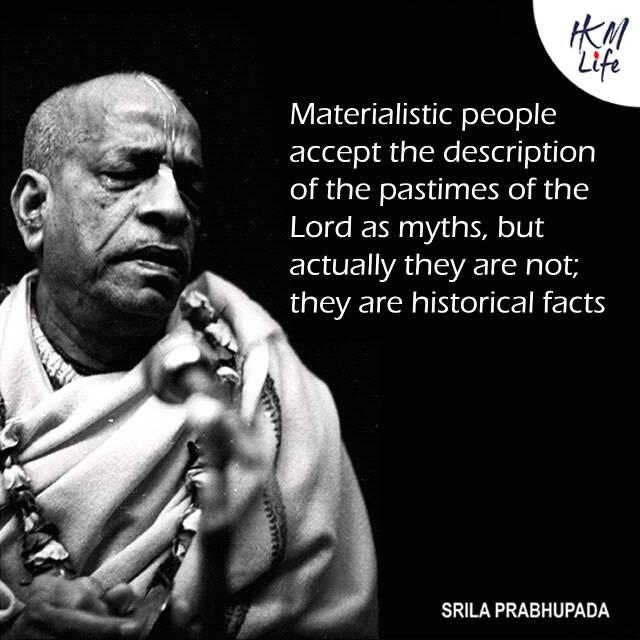 HKM
Life
Materialistic people
accept the description
of the pastimes of the
Lord as myths, but
actually they are not;
they are historical facts
SRILA PRABHUPADA